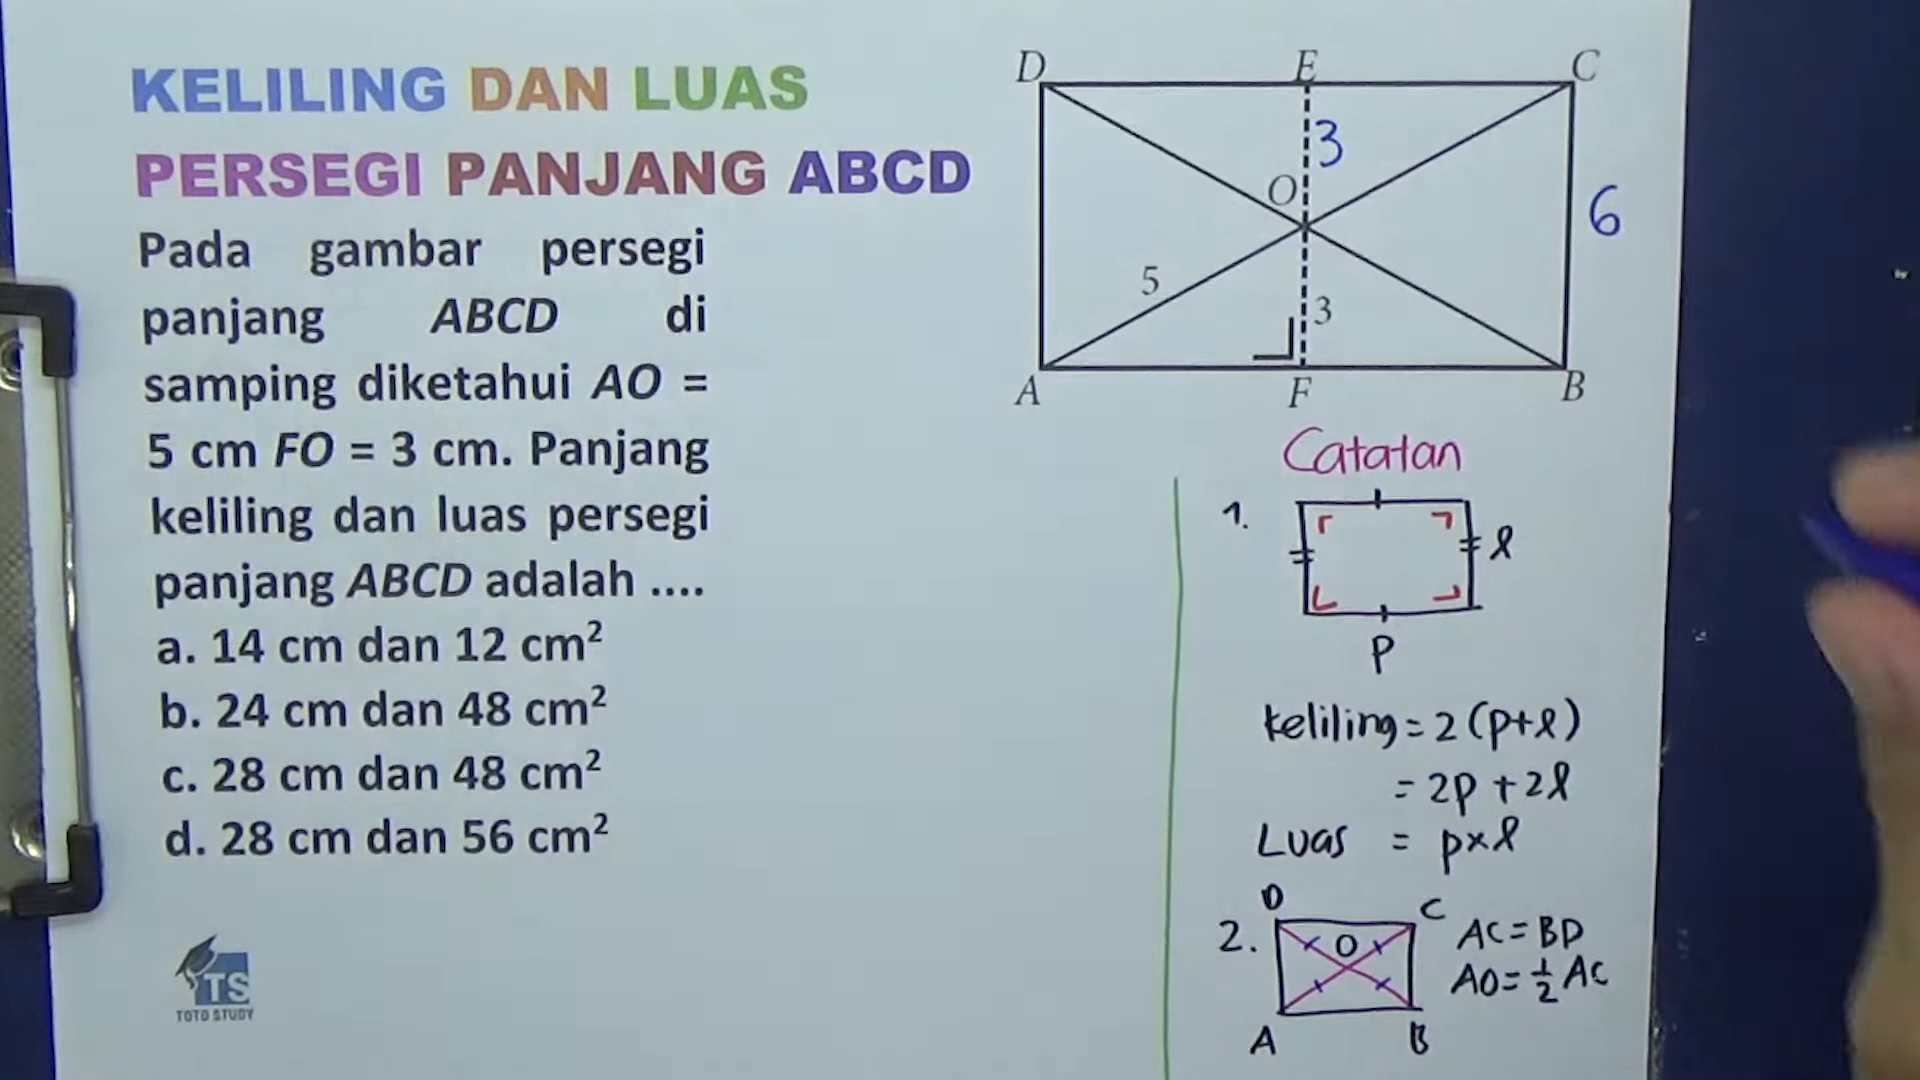 KELILING DAN LUAS
PERSEGI PANJANG ABCD
Pada gambar persegi
panjang ABCD di
samping diketahui AO =
5 cm FO = 3 cm. Panjang
keliling dan luas persegi
panjang ABCD adalah ....
a. 14 cm dan 12 cm²
b. 24 cm dan 48 cm²
c. 28 cm dan 48 cm²
d. 28 cm dan 56 cm²
TS
TOTO STUDY
D E C
3
O
6
5
3
A F B
Catatan
1.
l
P
Keliling = 2 (p+l)
= 2p + 2l
Luas = p×l
2.
D C
O
A B
AC = BD
AO = ½ AC